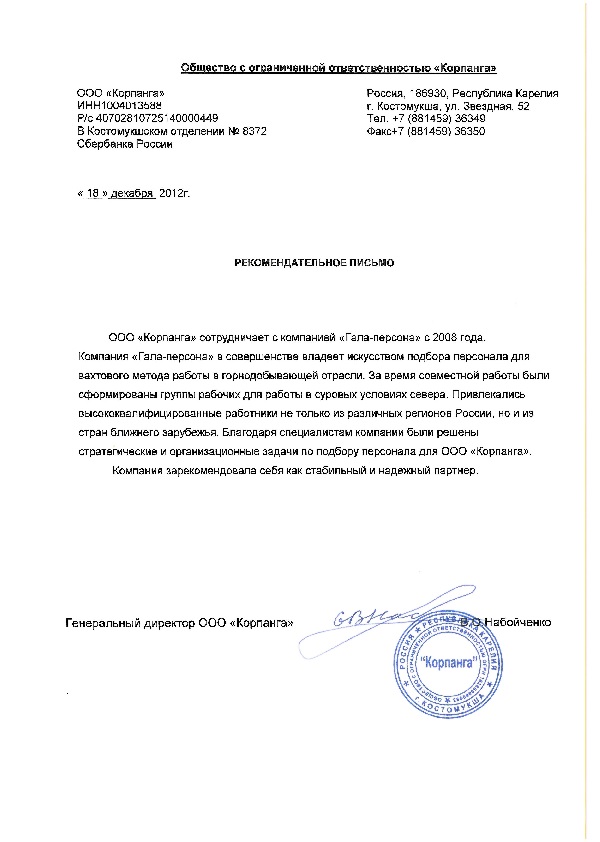 Общество с ограниченной ответственностью «Корпанга»
ООО «Корпанга»
ИНН1004013588
Р/с 40702810725140000449
В Костомукшском отделении № 8372
Сбербанка России
Россия, 186930, Республика Карелия
г. Костомукша, ул. Звездная, 52
Тел. +7 (881459) 36349
Факс+7 (881459) 36350
« 18 » декабря 2012г.
РЕКОМЕНДАТЕЛЬНОЕ ПИСЬМО
ООО «Корпанга» сотрудничает с компанией «Гала-персона» с 2008 года.
Компания «Гала-персона» в совершенстве владеет искусством подбора персонала для
вахтового метода работы в горнодобывающей отрасли. За время совместной работы были
сформированы группы рабочих для работы в суровых условиях севера. Привлекались
высококвалифицированные работники не только из различных регионов России, но и из
стран ближнего зарубежья. Благодаря специалистам компании были решены
стратегические и организационные задачи по подбору персонала для ООО «Корпанга».
Компания зарекомендовала себя как стабильный и надежный партнер.
Генеральный директор ООО «Корпанга»
В.О.Набойченко
РОССИЯ ★ РЕСПУБЛИКА КАРЕЛИЯ ★
г. КОСТОМУКША
"Корпанга"